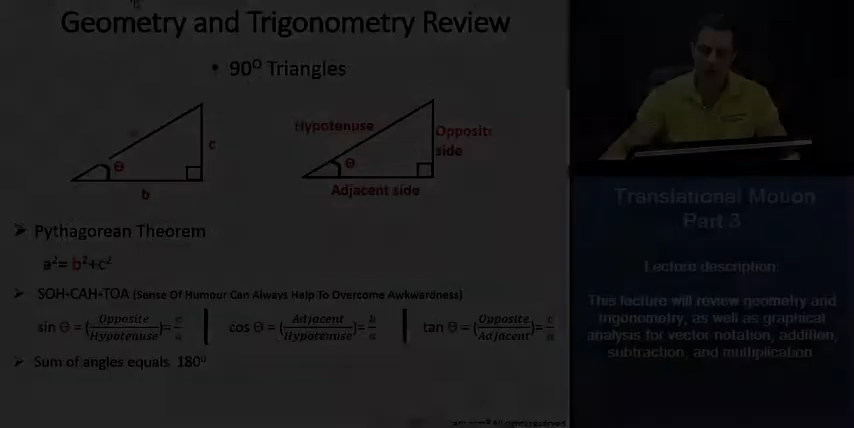 Geometry and Trigonometry Review
• 90⁰ Triangles
c
Θ
b
Hypotenuse
Opposite
side
Θ
Adjacent side
➢ Pythagorean Theorem
a²= b²+c²
➢ SOH-CAH-TOA (Sense Of Humour Can Always Help To Overcome Awkwardness)
sin Θ = (Opposite/Hypotenuse)= c/a | cos Θ = (Adjacent/Hypotenuse)= b/a | tan Θ = (Opposite/Adjacent)= c/a
➢ Sum of angles equals 180⁰
All rights reserved
Translational Motion
Part 3
Lecture description:
This lecture will review geometry and
trigonometry, as well as graphical
analysis for vector notation, addition,
subtraction, and multiplication.